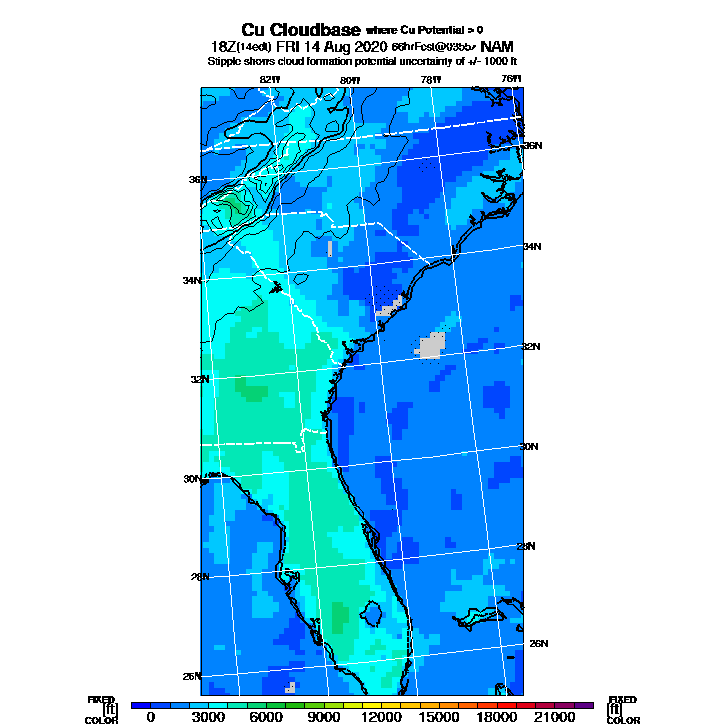 Cu Cloudbase where Cu Potential > 0
18Z(14edt) FRI 14 Aug 2020 66hrFcst@0355z NAM
Stipple shows cloud formation potential uncertainty of +/- 1000 ft
82W 80W 78W 76W
36N
36N
34N
34N
32N
32N
30N
30N
28N
28N
26N
26N
FIXED FIXED
[ft] [ft]
COLOR 0 3000 6000 9000 12000 15000 18000 21000 COLOR